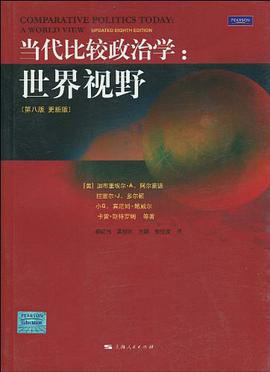 COMPARATIVE POLITICS TODAY:
A WORLD VIEW UPDATED EIGHTH EDITION
PEARSON
当代比较政治学:
世界视野
[第八版 更新版]
[美] 加布里埃尔·A. 阿尔蒙德
拉塞尔·J. 多尔顿
小G. 宾厄姆·鲍威尔
卡雷·斯特罗姆 等著
译
上海人民出版社